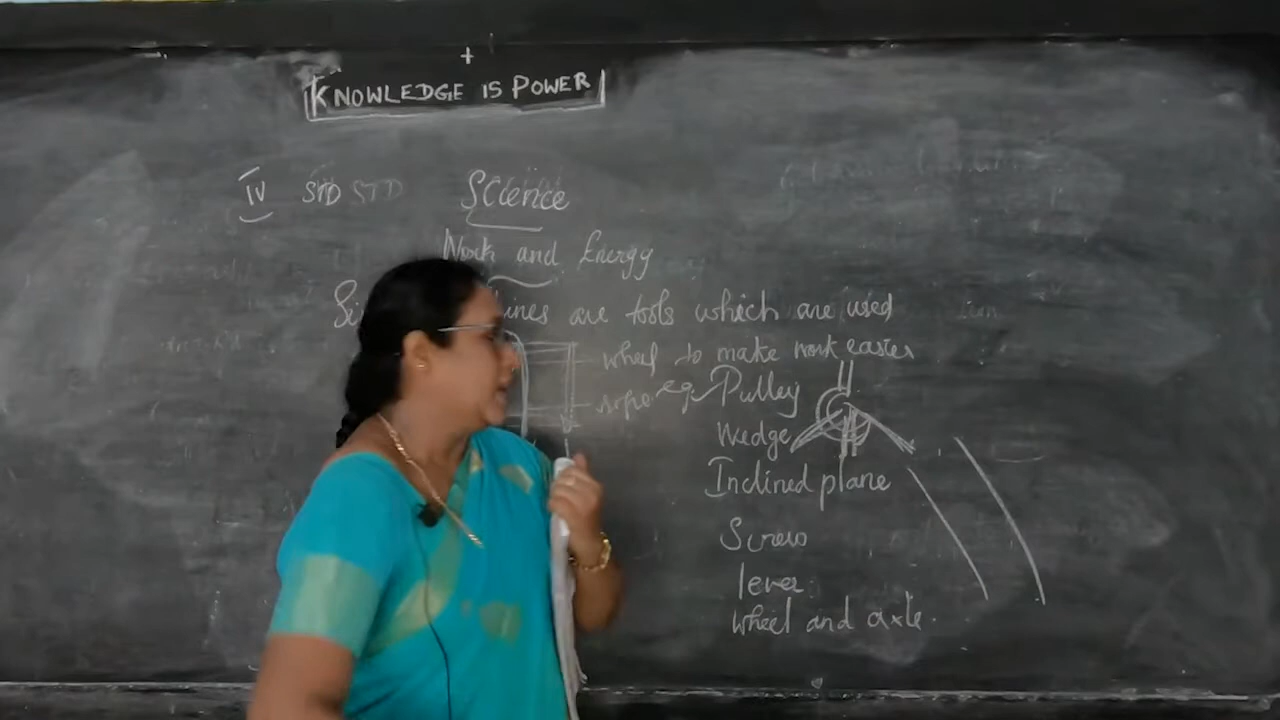 +
KNOWLEDGE IS POWER
IV STD STD Science
Work and Energy
are tools which are used
wheel to make work easier
rope eg Pulley
Wedge
Inclined plane
Screw
lever
Wheel and axle.